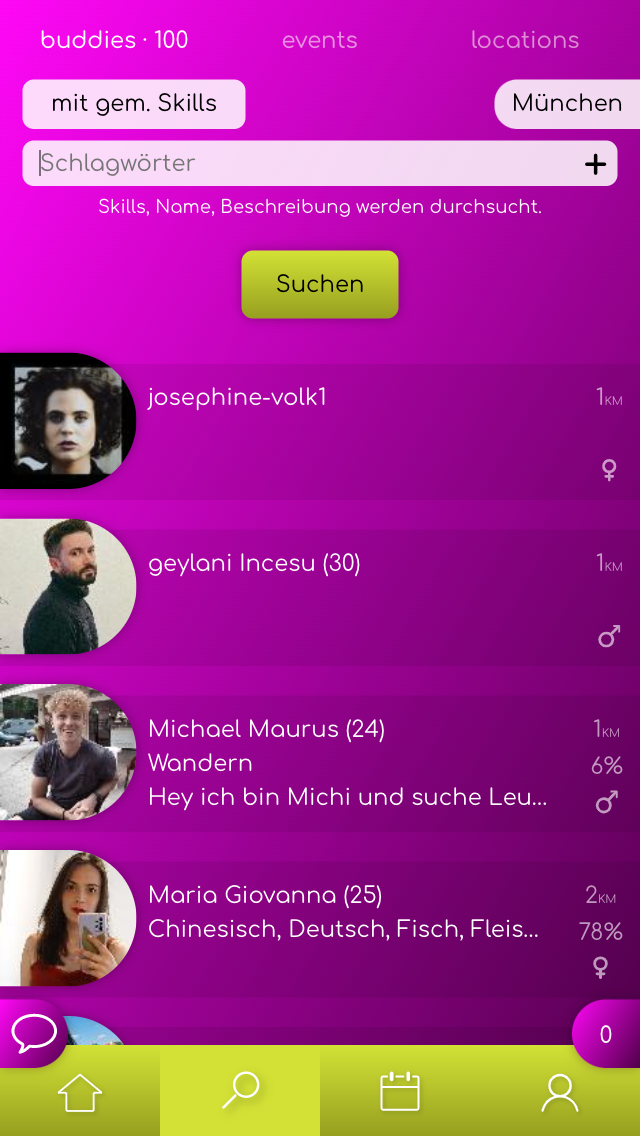 buddies · 100
events
locations
mit gem. Skills
München
Schlagwörter
Skills, Name, Beschreibung werden durchsucht.
Suchen
josephine-volk1
1KM
geylani Incesu (30)
1KM
Michael Maurus (24)
1KM
Wandern
6%
Hey ich bin Michi und suche Leu...
Maria Giovanna (25)
2KM
Chinesisch, Deutsch, Fisch, Fleis...
78%
0